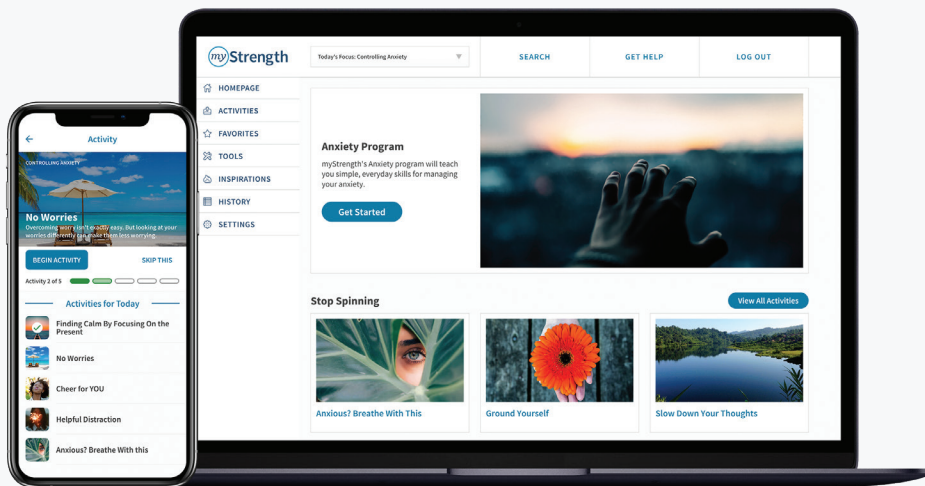 Activity
CONTROLLING ANXIETY
No Worries
Overcoming worry isn't exactly easy. But looking at your
worries differently can make them less worrying.
BEGIN ACTIVITY
SKIP THIS
Activity 2 of 5
Activities for Today
Finding Calm By Focusing On the
Present
No Worries
Cheer for YOU
Helpful Distraction
Anxious? Breathe With this
myStrength
Today's Focus: Controlling Anxiety
SEARCH
GET HELP
LOG OUT
HOMEPAGE
ACTIVITIES
FAVORITES
TOOLS
INSPIRATIONS
HISTORY
SETTINGS
Anxiety Program
myStrength's Anxiety program will teach
you simple, everyday skills for managing
your anxiety.
Get Started
Stop Spinning
View All Activities
Anxious? Breathe With This
Ground Yourself
Slow Down Your Thoughts